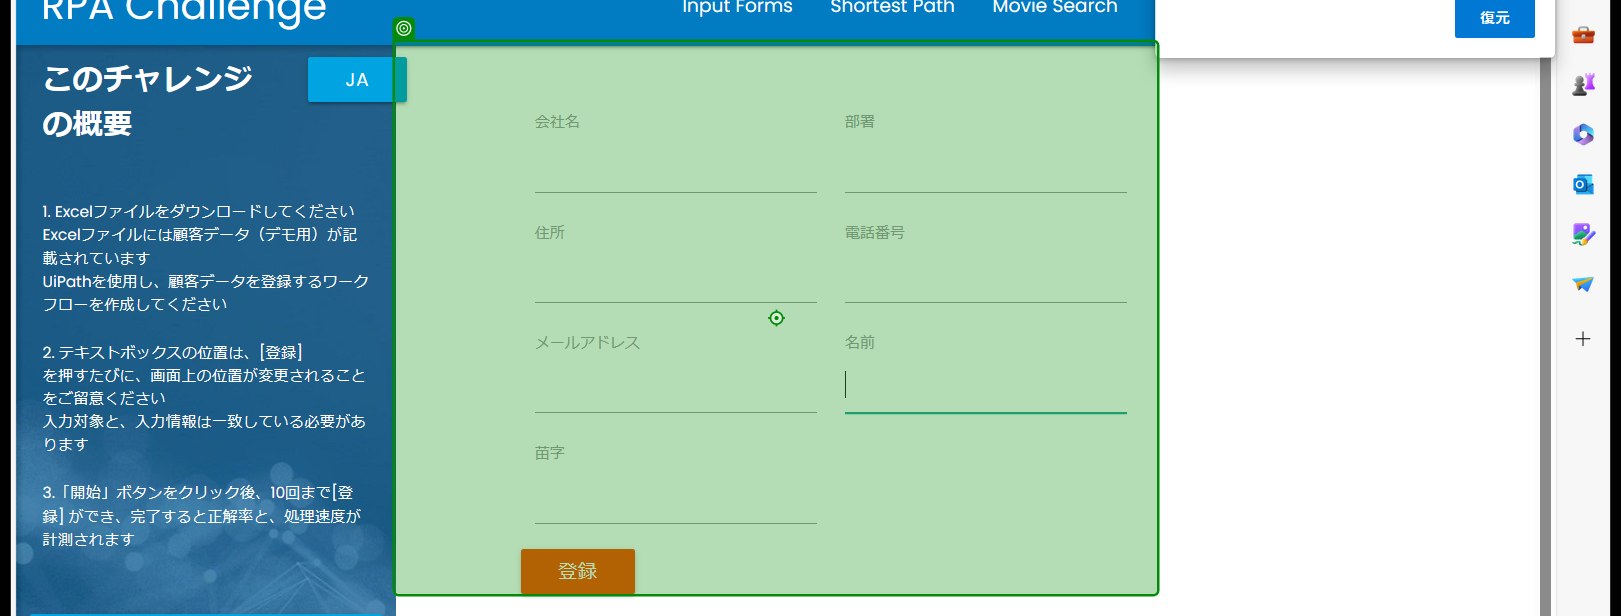 RPA Challenge
Input Forms
Shortest Path
Movie Search
復元
このチャレンジ
の概要
JA
1. Excelファイルをダウンロードしてください
Excelファイルには顧客データ（デモ用）が記
載されています
UiPathを使用し、顧客データを登録するワーク
フローを作成してください
2. テキストボックスの位置は、[登録]
を押すたびに、画面上の位置が変更されること
をご留意ください
入力対象と、入力情報は一致している必要があ
ります
3.「開始」ボタンをクリック後、10回まで[登
録] ができ、完了すると正解率と、処理速度が
計測されます
会社名
部署
住所
電話番号
メールアドレス
名前
苗字
登録